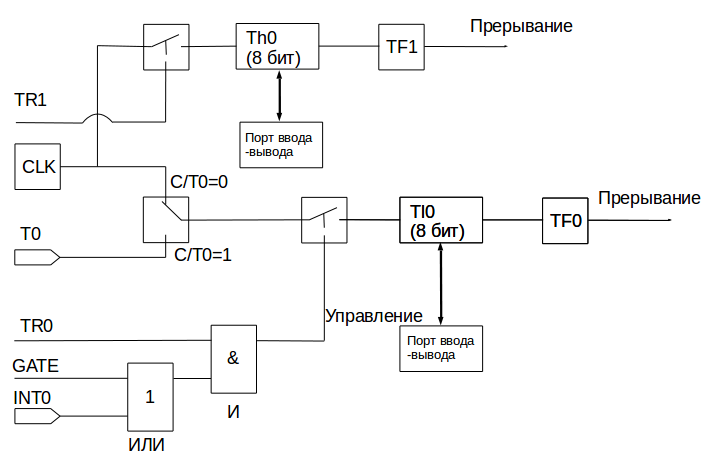 Прерывание
Th0
(8 бит)
TF1
TR1
Порт ввода
-вывода
CLK
C/T0=0
Прерывание
Tl0
(8 бит)
TF0
T0
C/T0=1
Управление
TR0
Порт ввода
-вывода
&
GATE
1
INT0
И
ИЛИ